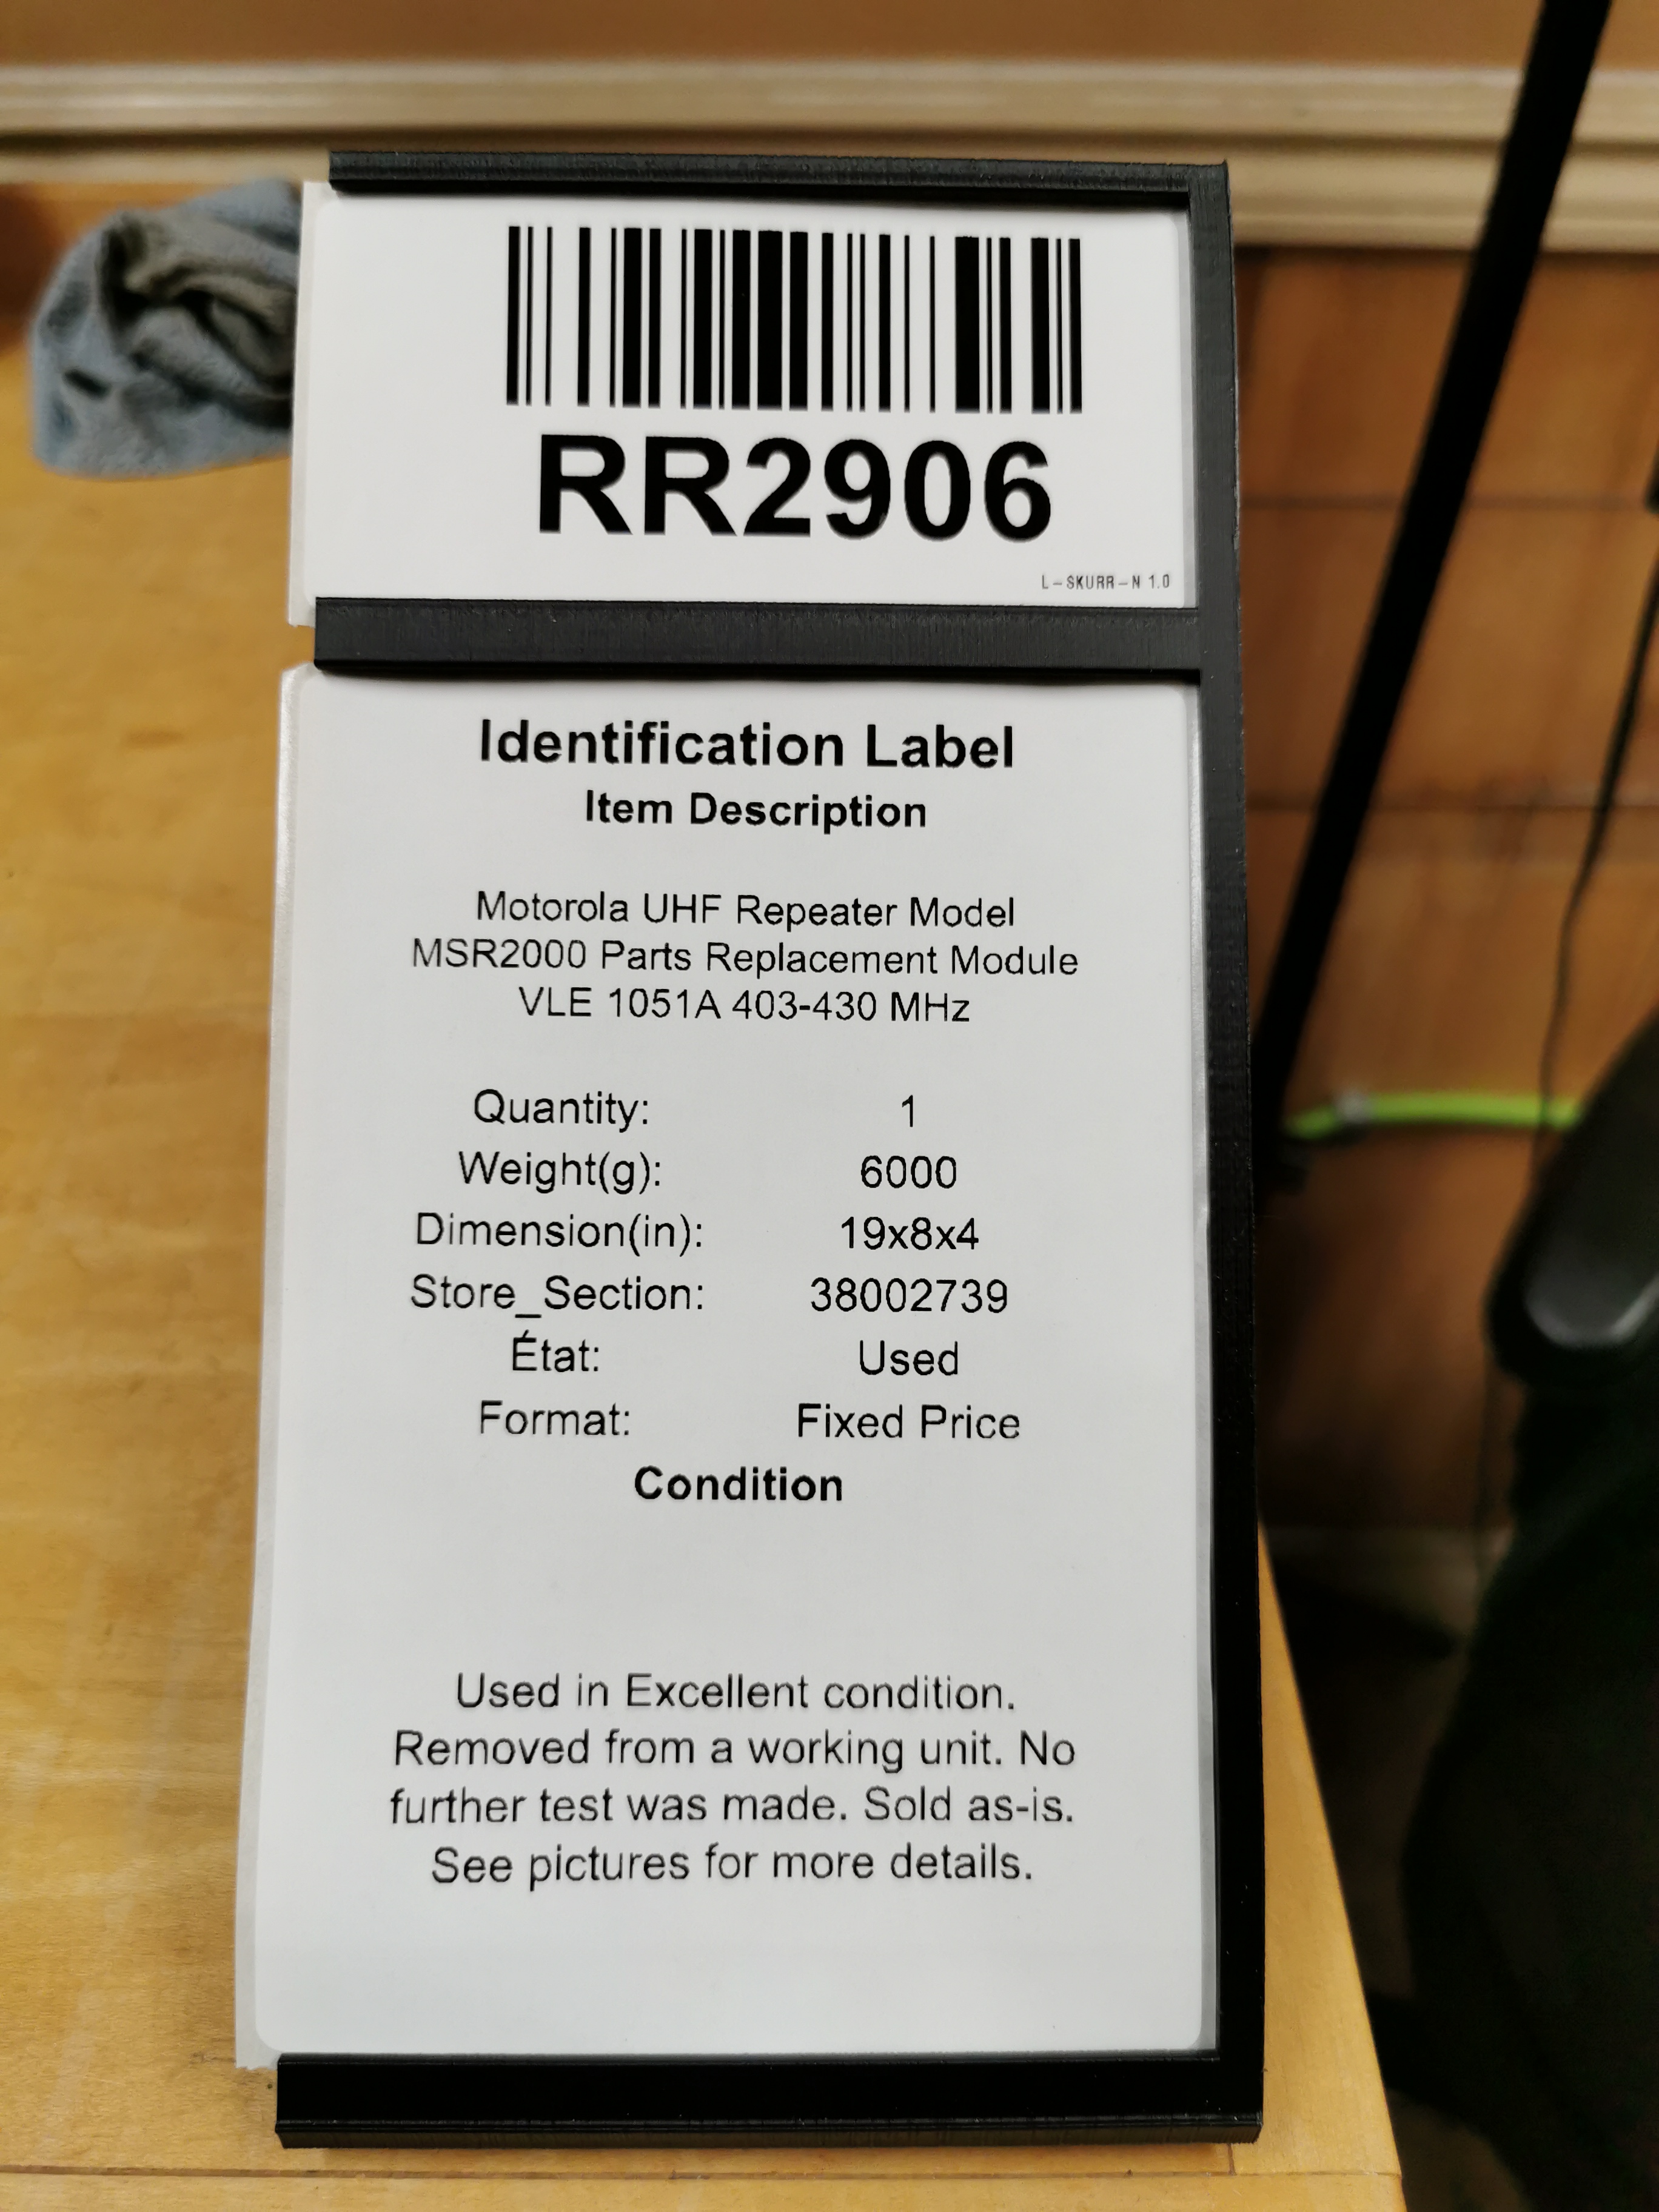 RR2906
L-SKURR-N 1.0
Identification Label
Item Description
Motorola UHF Repeater Model
MSR2000 Parts Replacement Module
VLE 1051A 403-430 MHz
Quantity: 1
Weight(g): 6000
Dimension(in): 19x8x4
Store_Section: 38002739
État: Used
Format: Fixed Price
Condition
Used in Excellent condition.
Removed from a working unit. No
further test was made. Sold as-is.
See pictures for more details.